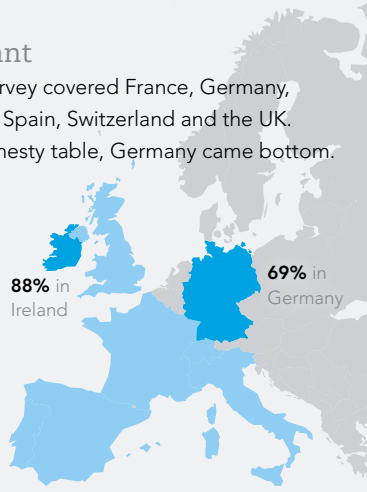 ant
rvey covered France, Germany,
Spain, Switzerland and the UK.
nesty table, Germany came bottom.
88% in
Ireland
69% in
Germany